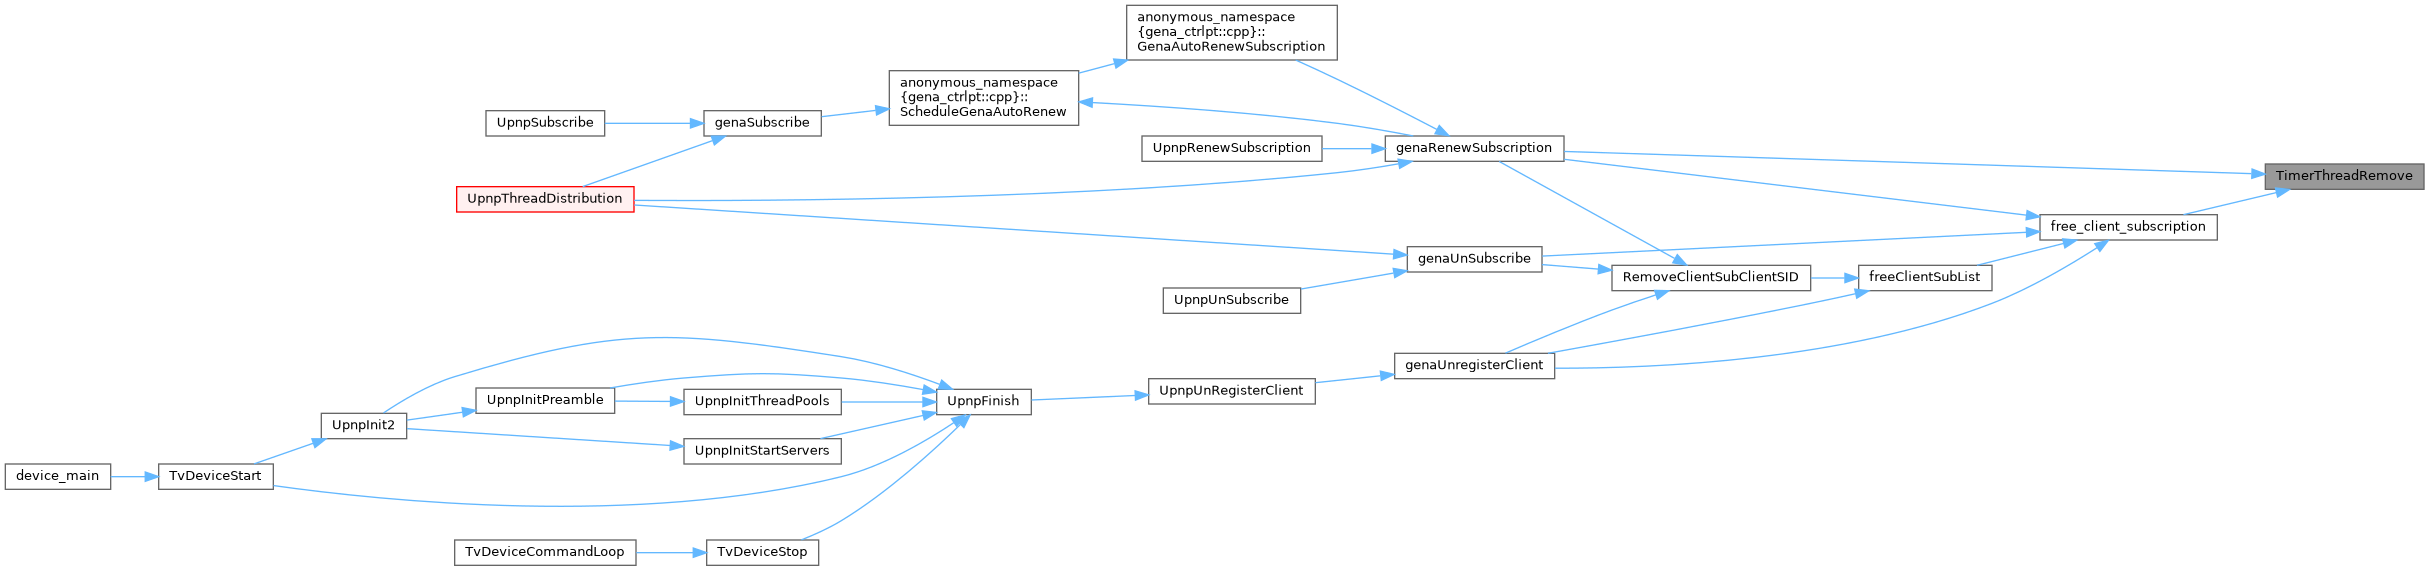 anonymous_namespace
{gena_ctrlpt::cpp}::
GenaAutoRenewSubscription
anonymous_namespace
{gena_ctrlpt::cpp}::
ScheduleGenaAutoRenew
UpnpSubscribe
genaSubscribe
UpnpRenewSubscription
genaRenewSubscription
TimerThreadRemove
UpnpThreadDistribution
free_client_subscription
genaUnSubscribe
RemoveClientSubClientSID
freeClientSubList
UpnpUnSubscribe
genaUnregisterClient
UpnpUnRegisterClient
UpnpInitPreamble
UpnpInitThreadPools
UpnpFinish
UpnpInit2
UpnpInitStartServers
device_main
TvDeviceStart
TvDeviceCommandLoop
TvDeviceStop